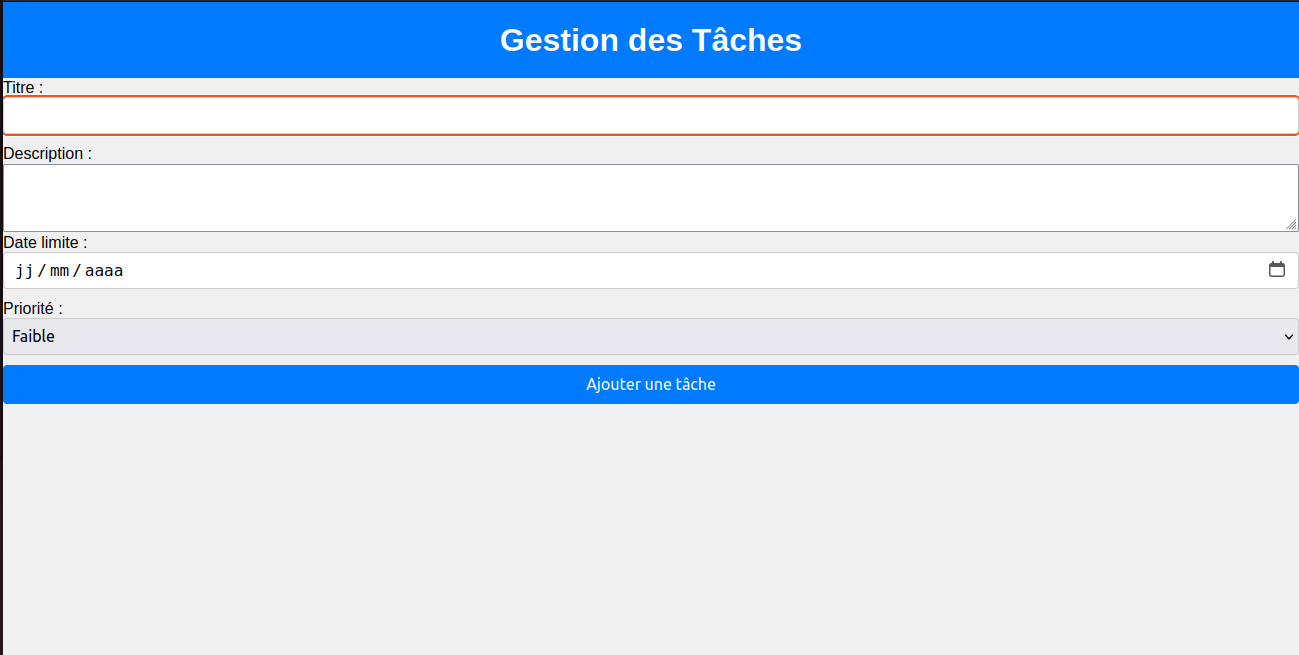 Gestion des Tâches
Titre :
Description :
Date limite :
jj/mm/aaaa
Priorité :
Faible
Ajouter une tâche